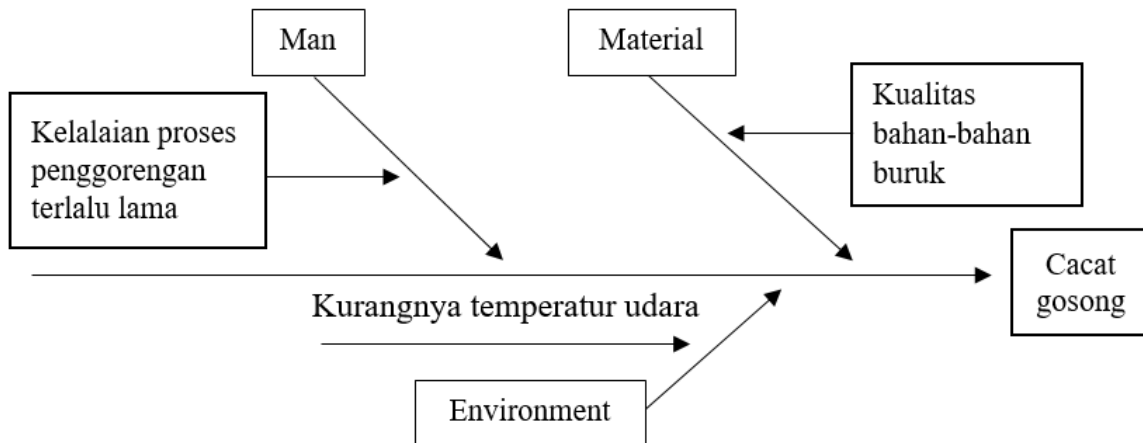 Man
Material
Kelalaian proses
penggorengan
terlalu lama
Kualitas
bahan-bahan
buruk
Cacat
gosong
Kurangnya temperatur udara
Environment